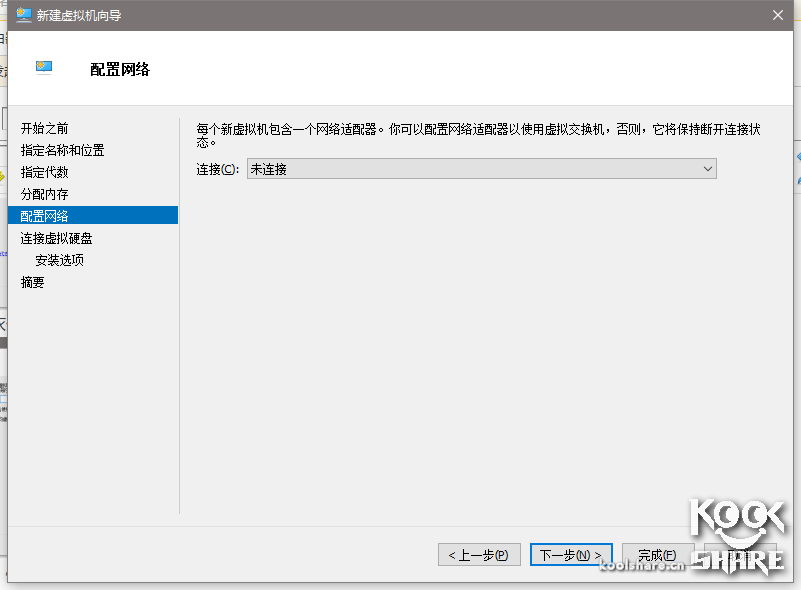 新建虚拟机向导
配置网络
开始之前
指定名称和位置
指定代数
分配内存
配置网络
连接虚拟硬盘
安装选项
摘要
每个新虚拟机包含一个网络适配器。你可以配置网络适配器以使用虚拟交换机，否则，它将保持断开连接状
态。
连接(C): 未连接
< 上一步(P) 下一步(N) > 完成(F)
KOOL
SHARE
koolshare.cn